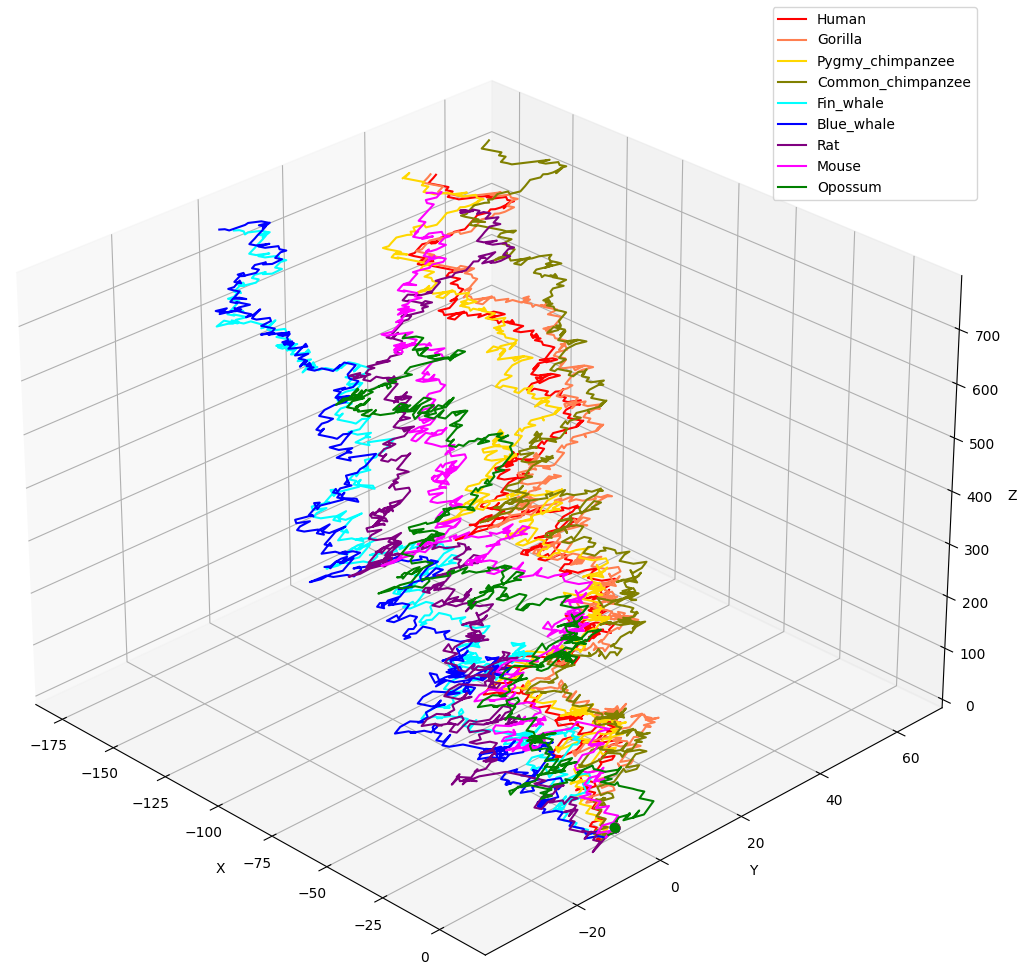 Human
Gorilla
Pygmy_chimpanzee
Common_chimpanzee
Fin_whale
Blue_whale
Rat
Mouse
Opossum
700
600
500
400
Z
300
200
100
0
−175
−150
−125
−100
−75
−50
−25
0
X
60
40
20
0
−20
Y